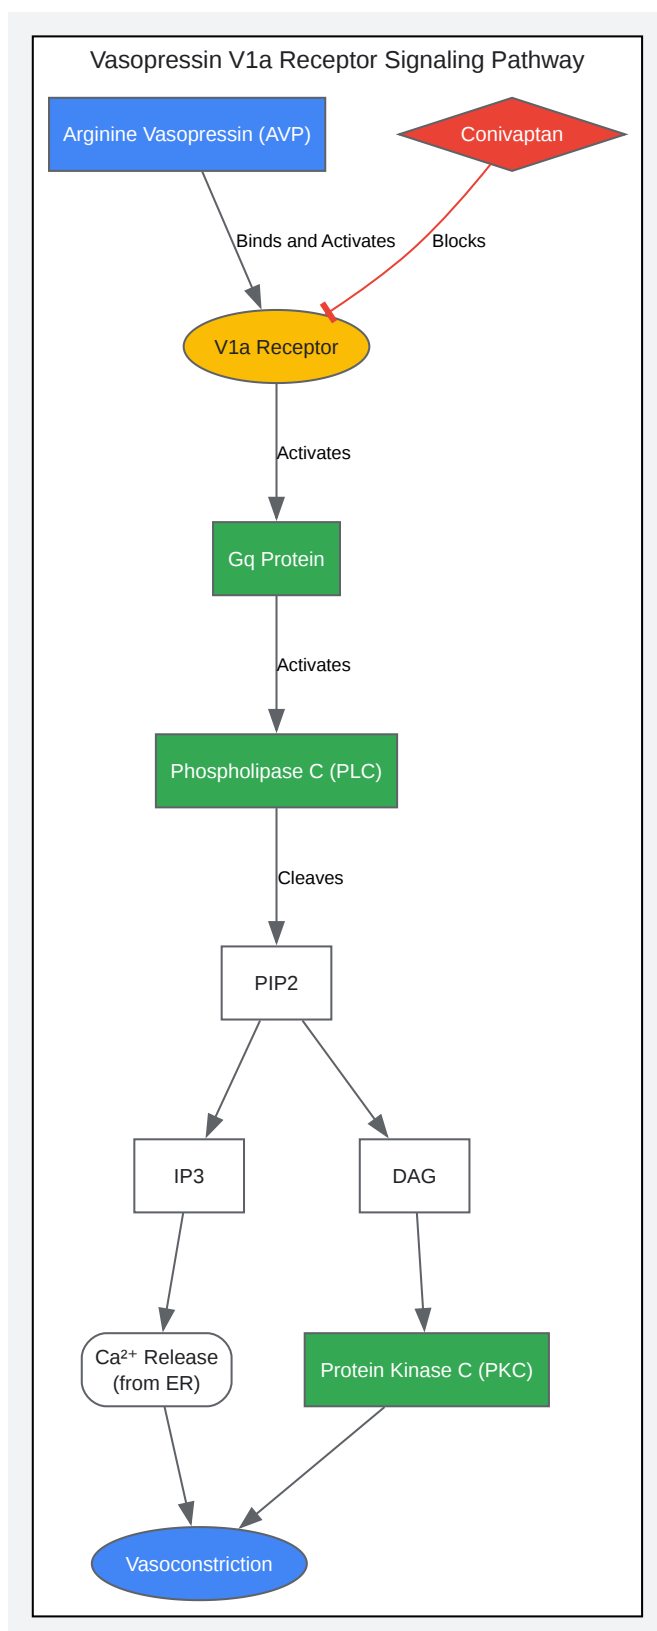 Vasopressin V1a Receptor Signaling Pathway
Arginine Vasopressin (AVP)
Conivaptan
Binds and Activates
Blocks
V1a Receptor
Activates
Gq Protein
Activates
Phospholipase C (PLC)
Cleaves
PIP2
IP3
DAG
Ca²⁺ Release
(from ER)
Protein Kinase C (PKC)
Vasoconstriction